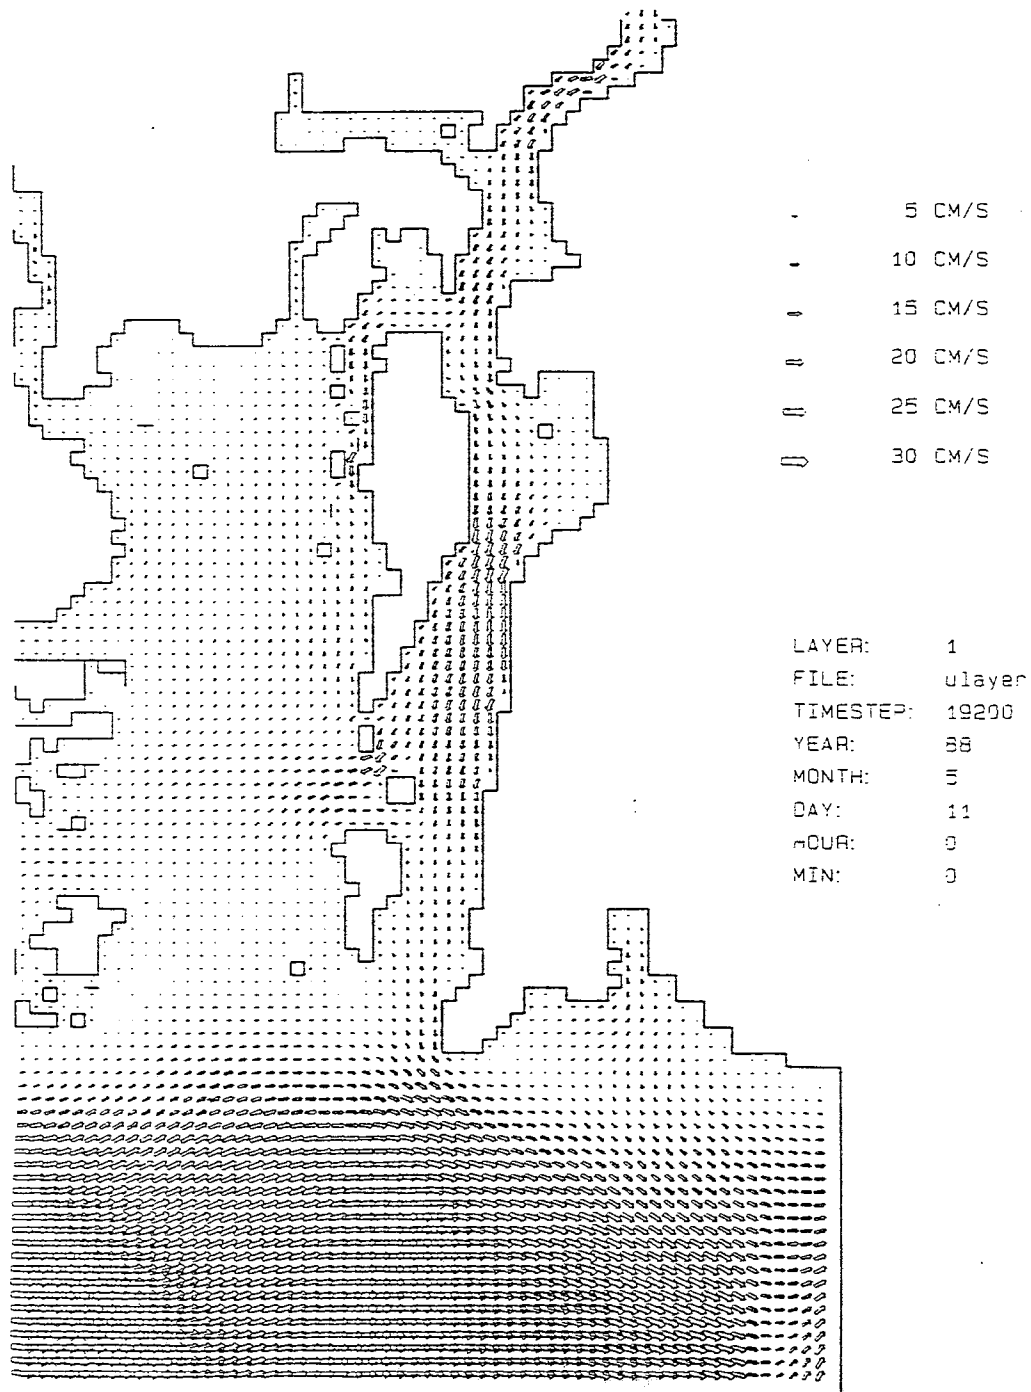 5 CM/S
10 CM/S
15 CM/S
20 CM/S
25 CM/S
30 CM/S
LAYER: 1
FILE: ulayer
TIMESTEP: 19200
YEAR: 88
MONTH: 5
DAY: 11
HOUR: 0
MIN: 0